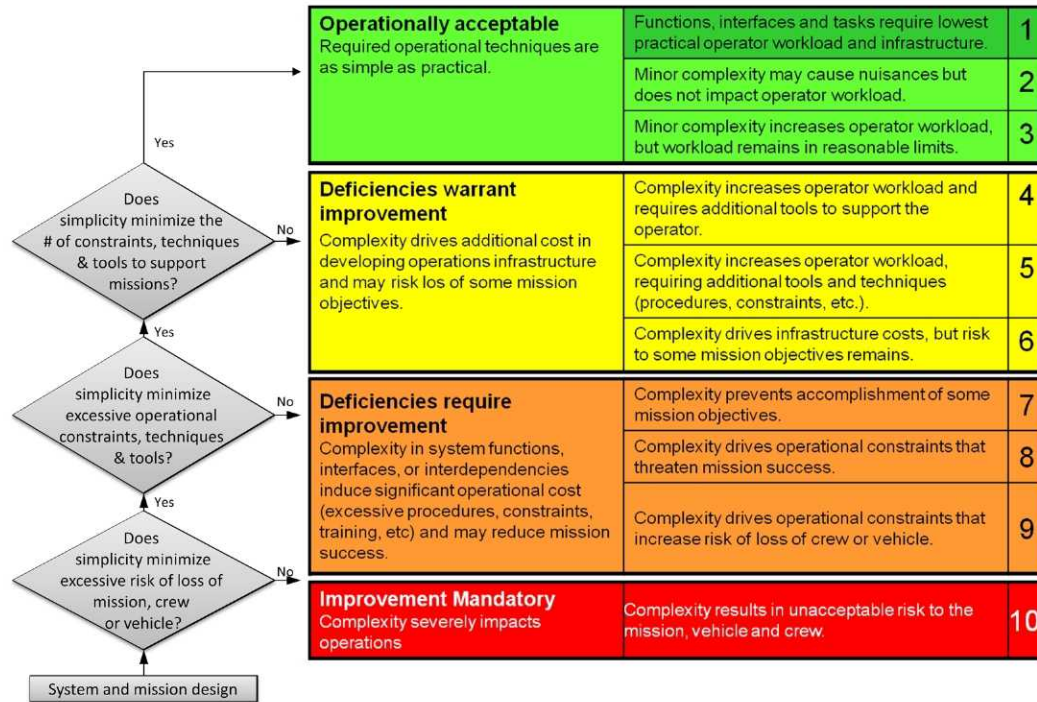 Operationally acceptable
Required operational techniques are
as simple as practical.
Functions, interfaces and tasks require lowest
practical operator workload and infrastructure.
1
Minor complexity may cause nuisances but
does not impact operator workload.
2
Minor complexity increases operator workload,
but workload remains in reasonable limits.
3
Yes
Does
simplicity minimize the
# of constraints, techniques
& tools to support
missions?
No
Deficiencies warrant
improvement
Complexity drives additional cost in
developing operations infrastructure
and may risk los of some mission
objectives.
Complexity increases operator workload and
requires additional tools to support the
operator.
4
Complexity increases operator workload,
requiring additional tools and techniques
(procedures, constraints, etc.).
5
Complexity drives infrastructure costs, but risk
to some mission objectives remains.
6
Yes
Does
simplicity minimize
excessive operational
constraints, techniques
& tools?
No
Deficiencies require
improvement
Complexity in system functions,
interfaces, or interdependencies
induce significant operational cost
(excessive procedures, constraints,
training, etc) and may reduce mission
success.
Complexity prevents accomplishment of some
mission objectives.
7
Complexity drives operational constraints that
threaten mission success.
8
Complexity drives operational constraints that
increase risk of loss of crew or vehicle.
9
Yes
Does
simplicity minimize
excessive risk of loss of
mission, crew
or vehicle?
No
Improvement Mandatory
Complexity severely impacts
operations
Complexity results in unacceptable risk to the
mission, vehicle and crew.
10
System and mission design